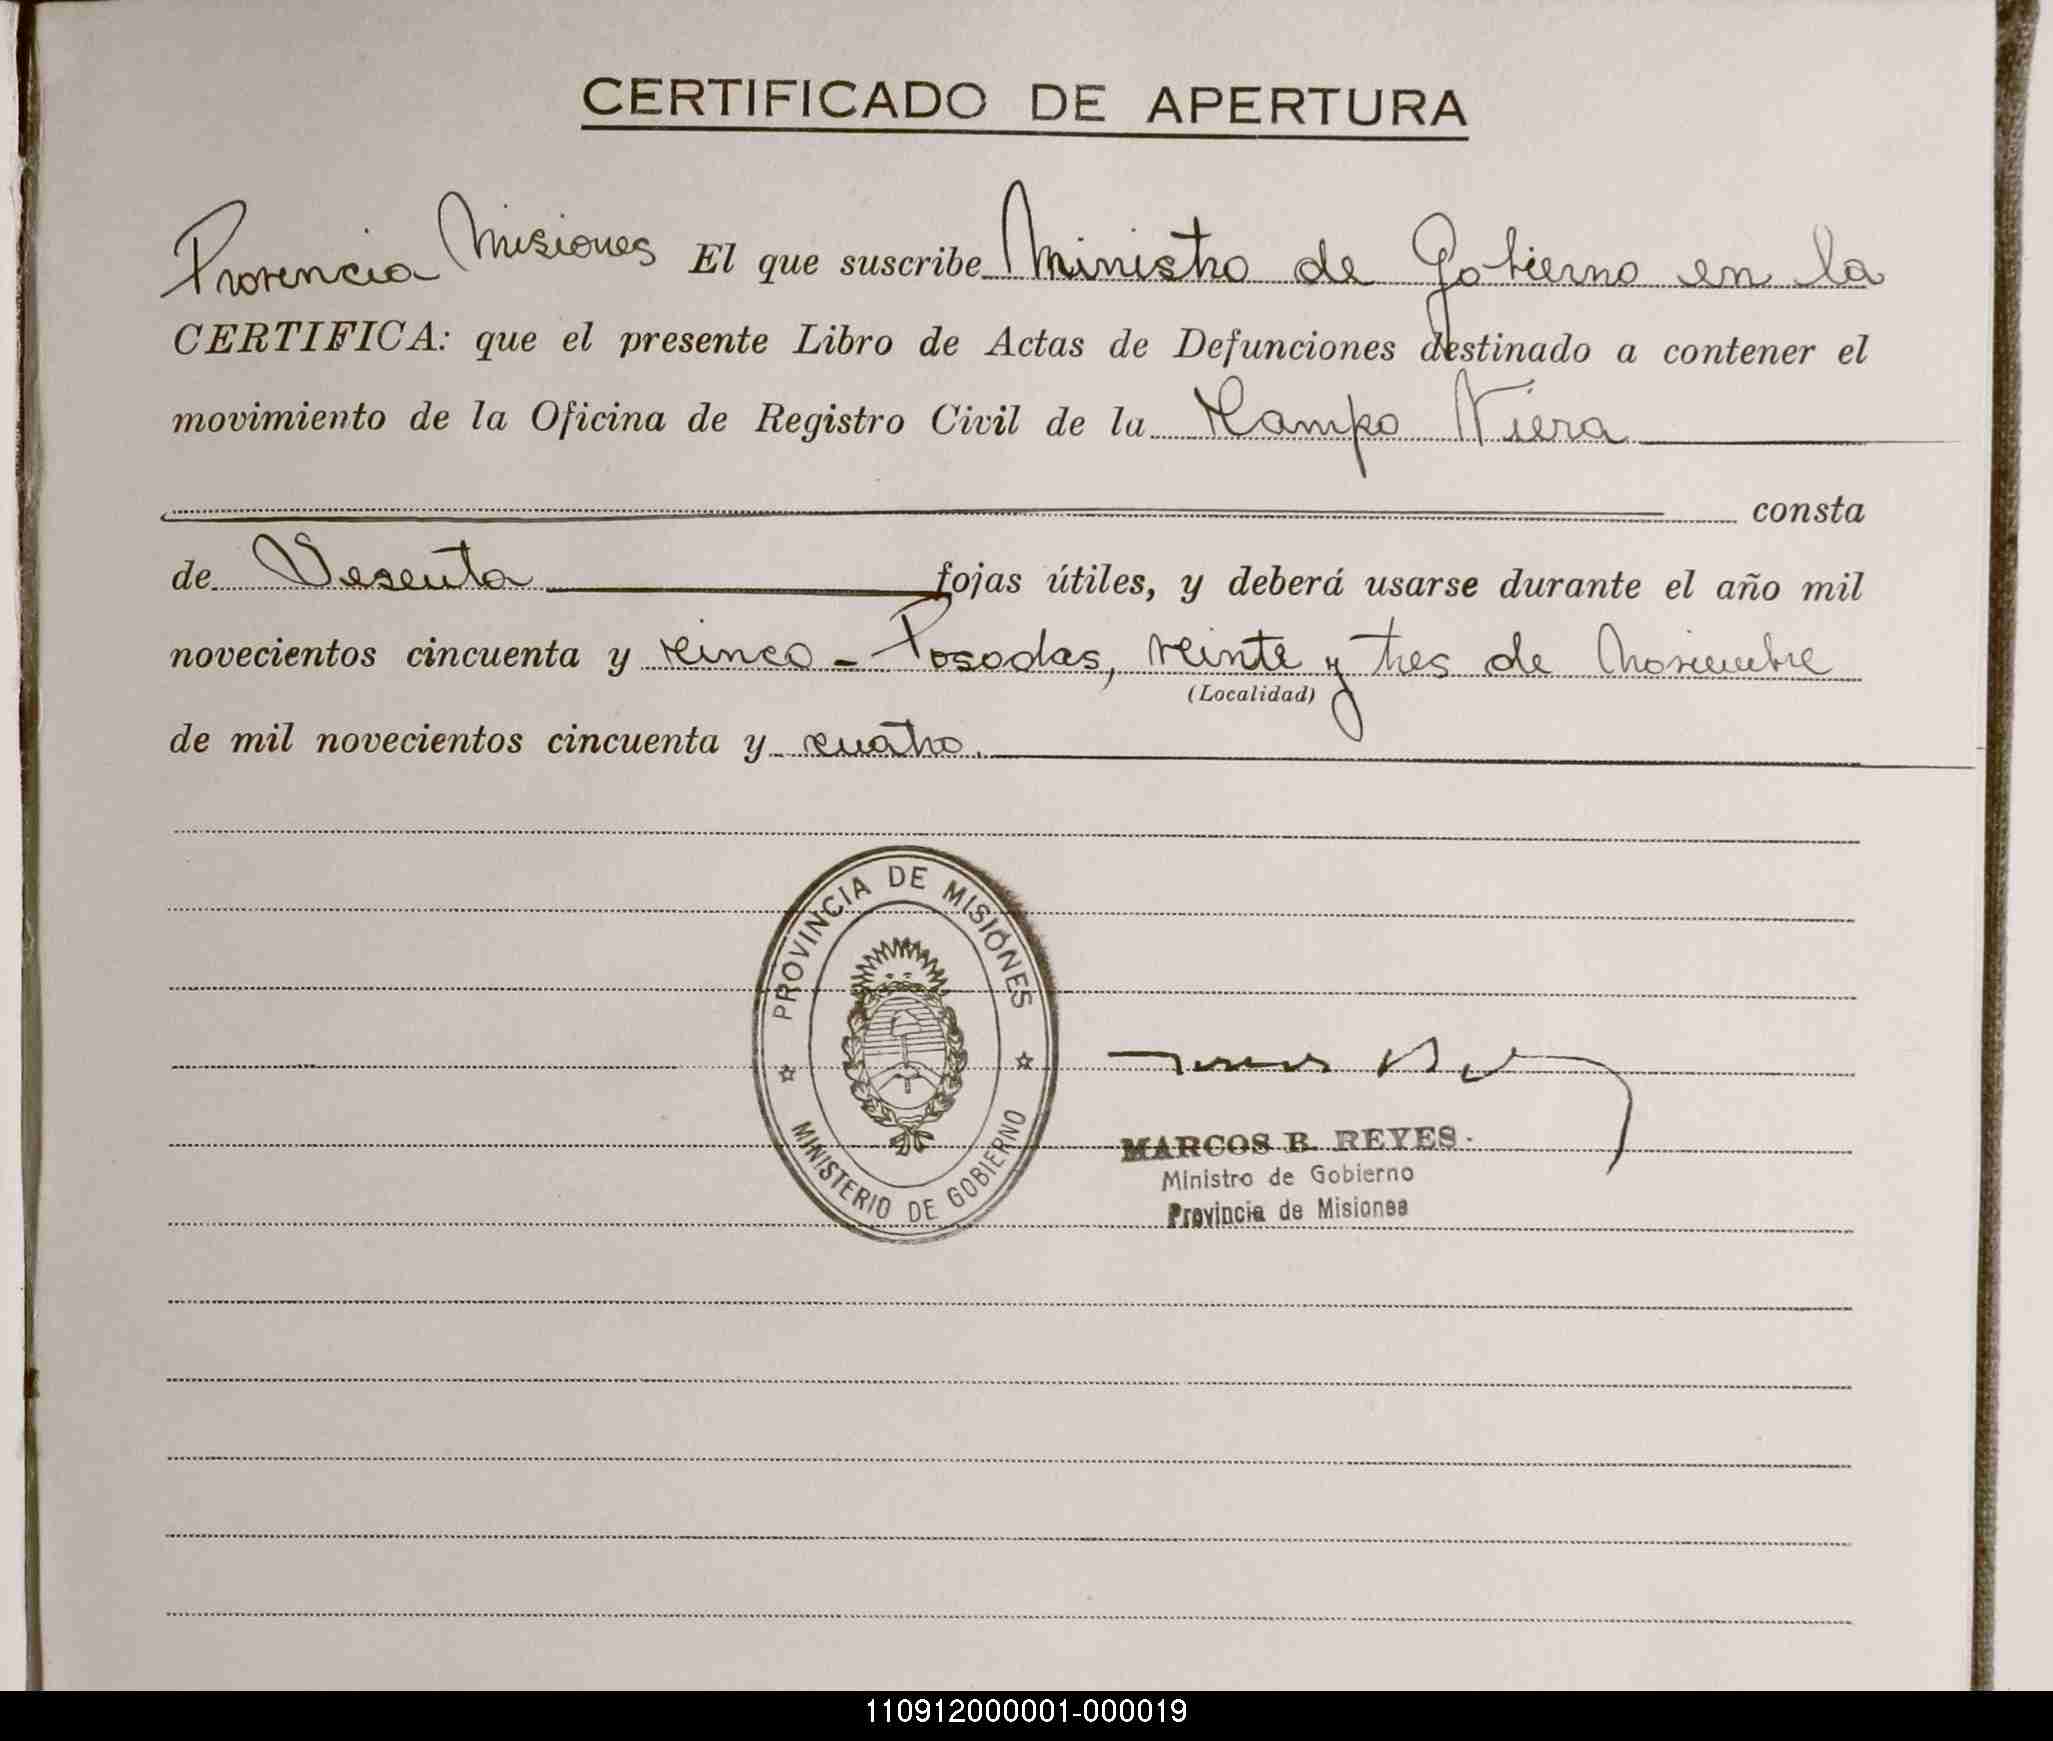 CERTIFICADO DE APERTURA
Provincia Misiones El que suscribe Ministro de Gobierno en la
CERTIFICA: que el presente Libro de Actas de Defunciones destinado a contener el
movimiento de la Oficina de Registro Civil de la Campo Viera
consta
de Sesenta fojas útiles, y deberá usarse durante el año mil
novecientos cincuenta y cinco - Posadas, veinte y tres de Noviembre
(Localidad)
de mil novecientos cincuenta y cuatro.
PROVINCIA DE MISIONES
MINISTERIO DE GOBIERNO
MARCOS B. REYES.
Ministro de Gobierno
Provincia de Misiones
110912000001-000019